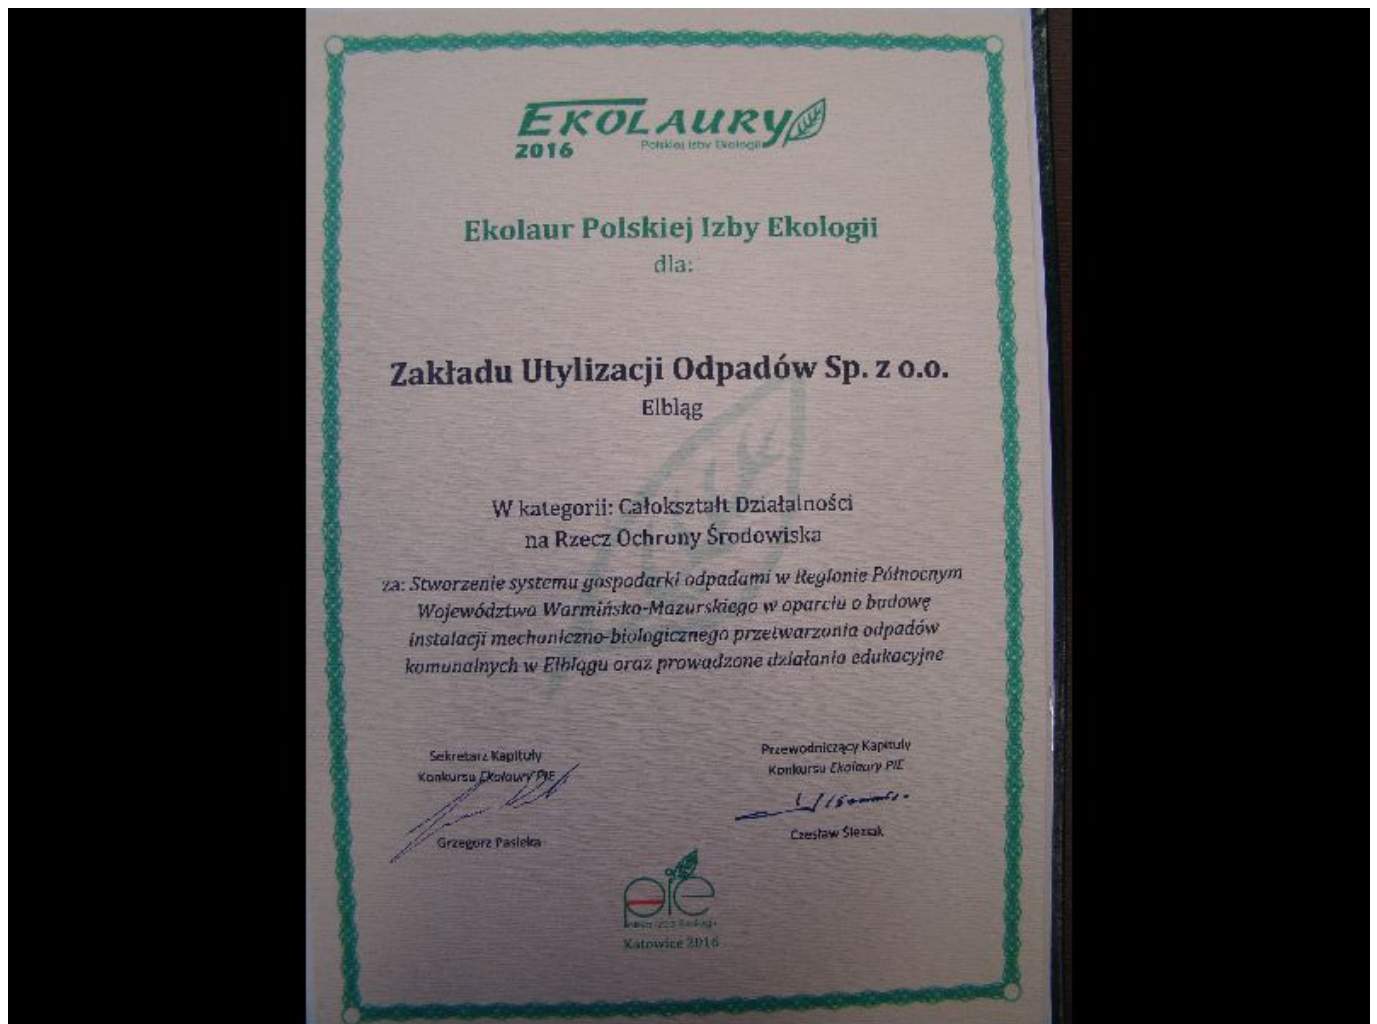 EKOLAURY
2016 Polskiej Izby Ekologii
Ekolaur Polskiej Izby Ekologii
dla:
Zakładu Utylizacji Odpadów Sp. z o.o.
Elbląg
W kategorii: Całokształt Działalności
na Rzecz Ochrony Środowiska
za: Stworzenie systemu gospodarki odpadami w Regionie Północnym
Województwa Warmińsko-Mazurskiego w oparciu o budowę
instalacji mechaniczno-biologicznego przetwarzania odpadów
komunalnych w Elblągu oraz prowadzone działania edukacyjne
Sekretarz Kapituły
Konkursu Ekolaury PIE
Grzegorz Pasieka
Przewodniczący Kapituły
Konkursu Ekolaury PIE
Czesław Śleziak
pie
Polska Izba Ekologii
Katowice 2016